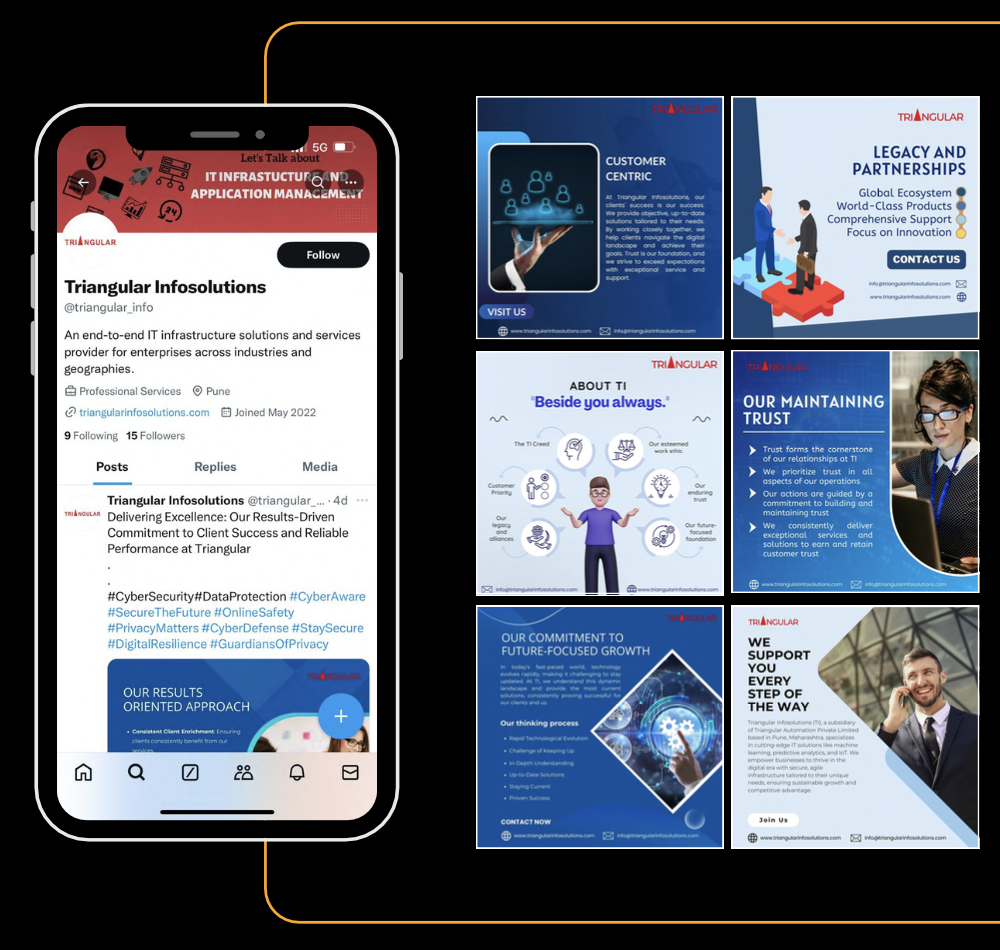 5G
Let's Talk about
IT INFRASTUCTURE AND
APPLICATION MANAGEMENT
TRIANGULAR
Follow
Triangular Infosolutions
@triangular_info
An end-to-end IT infrastructure solutions and services
provider for enterprises across industries and
geographies.
Professional Services Pune
triangularinfosolutions.com Joined May 2022
9 Following 15 Followers
Posts Replies Media
TRIANGULAR
Triangular Infosolutions @triangular_... · 4d ···
Delivering Excellence: Our Results-Driven
Commitment to Client Success and Reliable
Performance at Triangular
.
.
#CyberSecurity#DataProtection #CyberAware
#SecureTheFuture #OnlineSafety
#PrivacyMatters #CyberDefense #StaySecure
#DigitalResilience #GuardiansOfPrivacy
TRIANGULAR
OUR RESULTS
ORIENTED APPROACH
• Consistent Client Enrichment: Ensuring
clients consistently benefit from our
services.
TRIANGULAR
CUSTOMER
CENTRIC
At Triangular Infosolutions, our
clients' success is our success.
We provide objective, up-to-date
solutions tailored to their needs.
By working closely together, we
help clients navigate the digital
landscape and achieve their
goals. Trust is our foundation, and
we strive to exceed expectations
with exceptional service and
support.
VISIT US
www.triangularinfosolutions.com info@triangularinfosolutions.com
TRIANGULAR
LEGACY AND
PARTNERSHIPS
Global Ecosystem
World-Class Products
Comprehensive Support
Focus on Innovation
CONTACT US
info@triangularinfosolutions.com
www.triangularinfosolutions.com
TRIANGULAR
ABOUT TI
"Beside you always."
The TI Creed
Our esteemed
work ethic
Customer
Priority
Our
enduring
trust
Our
legacy
and
alliances
Our future-
focused
foundation
info@triangularinfosolutions.com www.triangularinfosolutions.com
TRIANGULAR
OUR MAINTAINING
TRUST
Trust forms the cornerstone
of our relationships at TI
We prioritize trust in all
aspects of our operations
Our actions are guided by a
commitment to building and
maintaining trust
We consistently deliver
exceptional services and
solutions to earn and retain
customer trust
www.triangularinfosolutions.com info@triangularinfosolutions.com
TRIANGULAR
OUR COMMITMENT TO
FUTURE-FOCUSED GROWTH
In today's fast-paced world, technology
evolves rapidly, making it challenging to stay
updated. At TI, we understand this dynamic
landscape and provide the most current
solutions, consistently proving successful for
our clients and us.
Our thinking process
• Rapid Technological Evolution
• Challenge of Keeping Up
• In-Depth Understanding
• Up-to-Date Solutions
• Staying Current
• Proven Success
CONTACT NOW
www.triangularinfosolutions.com info@triangularinfosolutions.com
TRIANGULAR
WE
SUPPORT
YOU
EVERY
STEP OF
THE WAY
Triangular Infosolutions (TI), a subsidiary
of Triangular Automation Private Limited
based in Pune, Maharashtra, specializes
in cutting-edge IT solutions like machine
learning, predictive analytics, and IoT. We
empower businesses to thrive in the
digital era with secure, agile
infrastructure tailored to their unique
needs, ensuring sustainable growth and
competitive advantage.
Join Us
www.triangularinfosolutions.com info@triangularinfosolutions.com